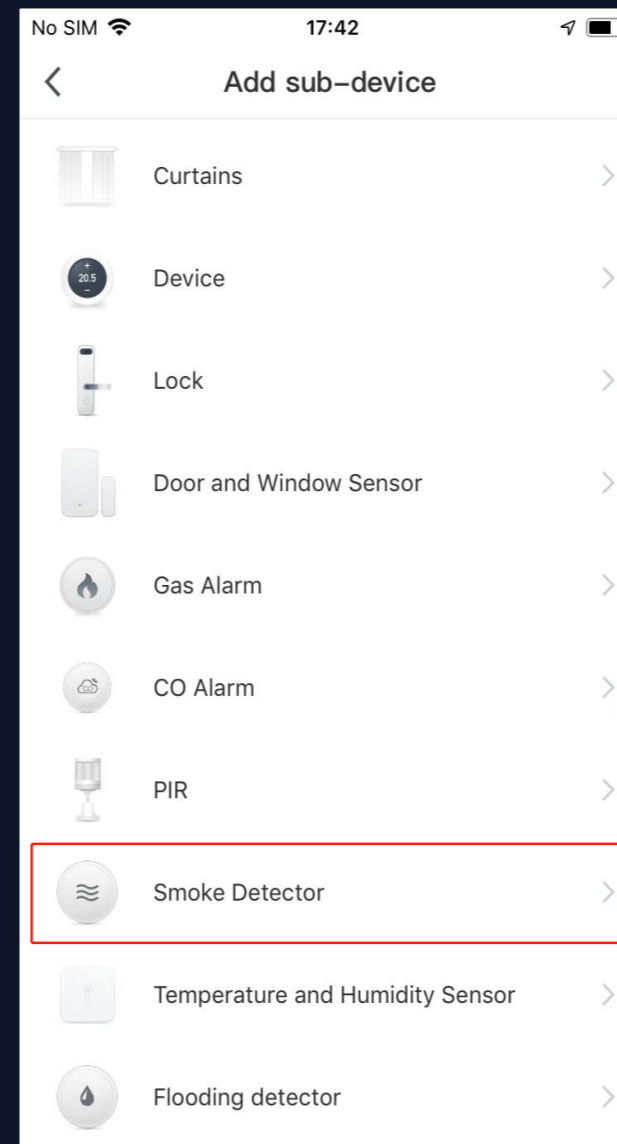 No SIM 17:42
Add sub-device
Curtains
20.5
Device
Lock
Door and Window Sensor
Gas Alarm
CO Alarm
PIR
Smoke Detector
Temperature and Humidity Sensor
Flooding detector